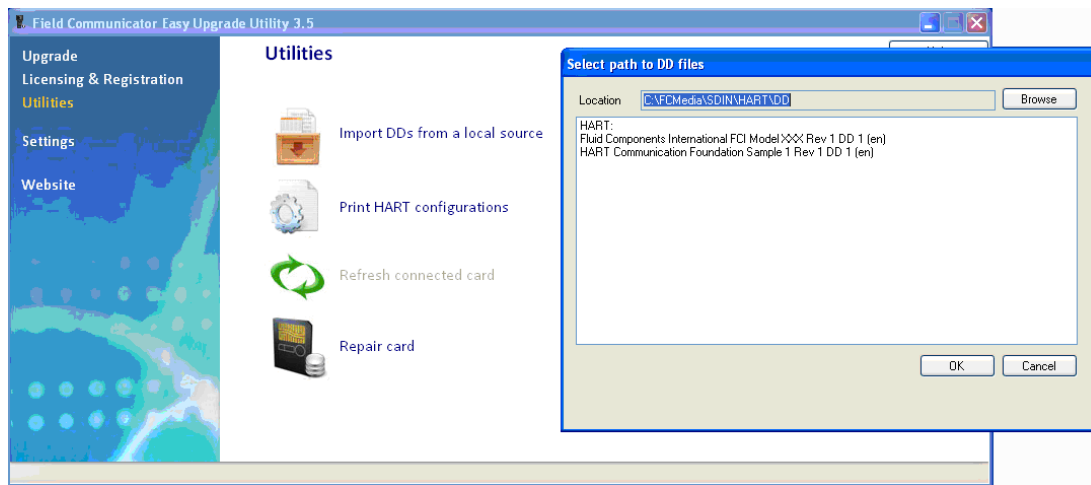 Field Communicator Easy Upgrade Utility 3.5
Upgrade
Licensing & Registration
Utilities
Settings
Website
Utilities
Import DDs from a local source
Print HART configurations
Refresh connected card
Repair card
Select path to DD files
Location C:\FCMedia\SDIN\HART\DD Browse
HART:
Fluid Components International FCI Model XXX Rev 1 DD 1 (en)
HART Communication Foundation Sample 1 Rev 1 DD 1 (en)
OK Cancel